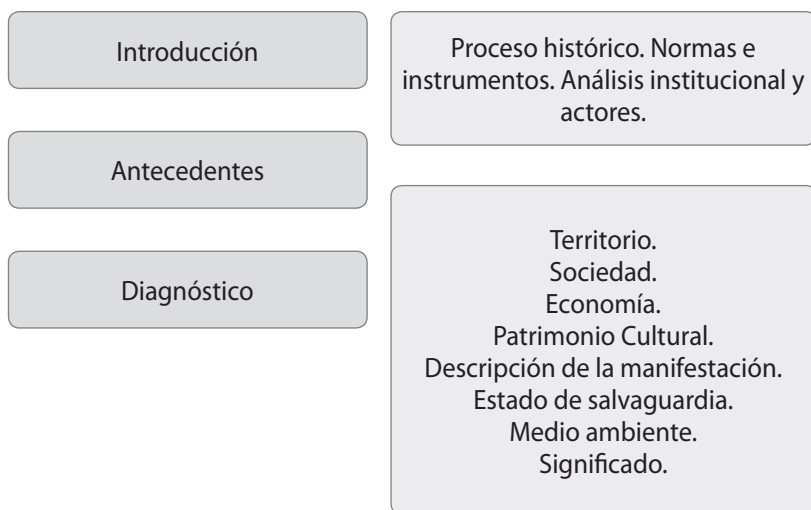 Introducción
Proceso histórico. Normas e
instrumentos. Análisis institucional y
actores.
Antecedentes
Diagnóstico
Territorio.
Sociedad.
Economía.
Patrimonio Cultural.
Descripción de la manifestación.
Estado de salvaguardia.
Medio ambiente.
Significado.